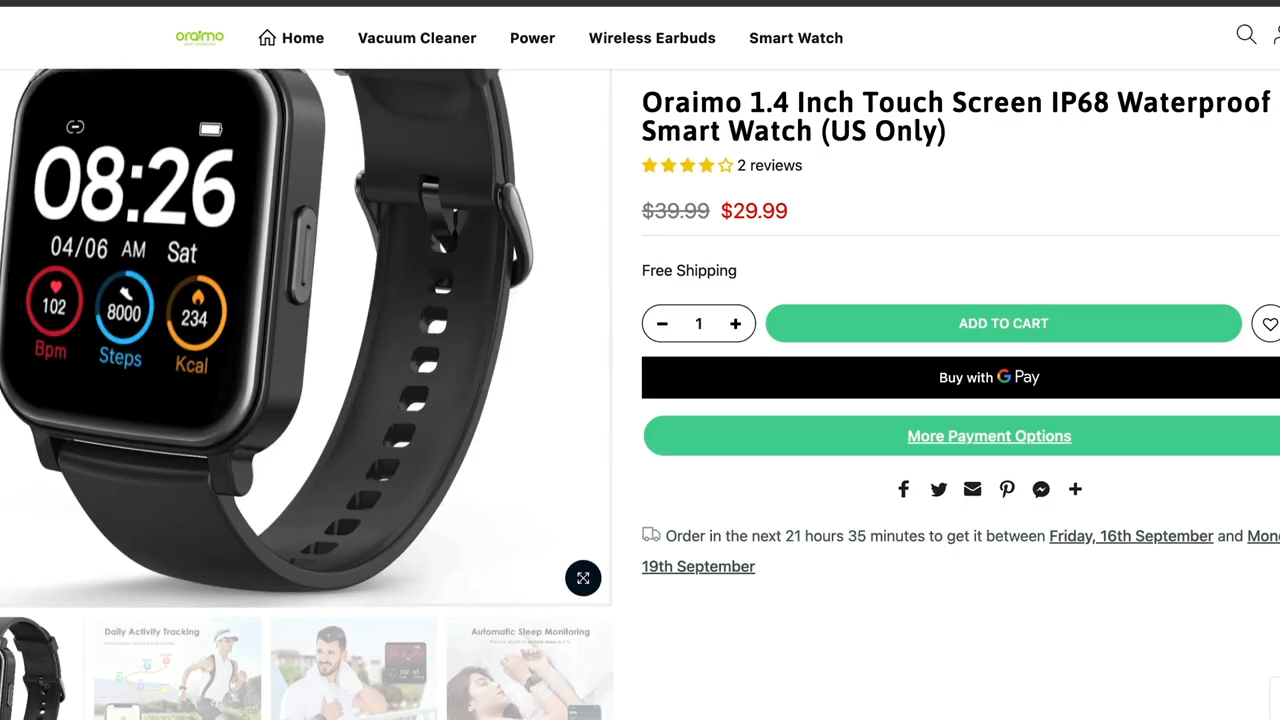 oraimo
Home
Vacuum Cleaner
Power
Wireless Earbuds
Smart Watch
08:26
04/06 AM Sat
102
8000
234
Bpm
Steps
Kcal
Oraimo 1.4 Inch Touch Screen IP68 Waterproof
Smart Watch (US Only)
2 reviews
$39.99 $29.99
Free Shipping
1
ADD TO CART
Buy with G Pay
More Payment Options
Order in the next 21 hours 35 minutes to get it between Friday, 16th September and
19th September
Daily Activity Tracking
Automatic Sleep Monitoring